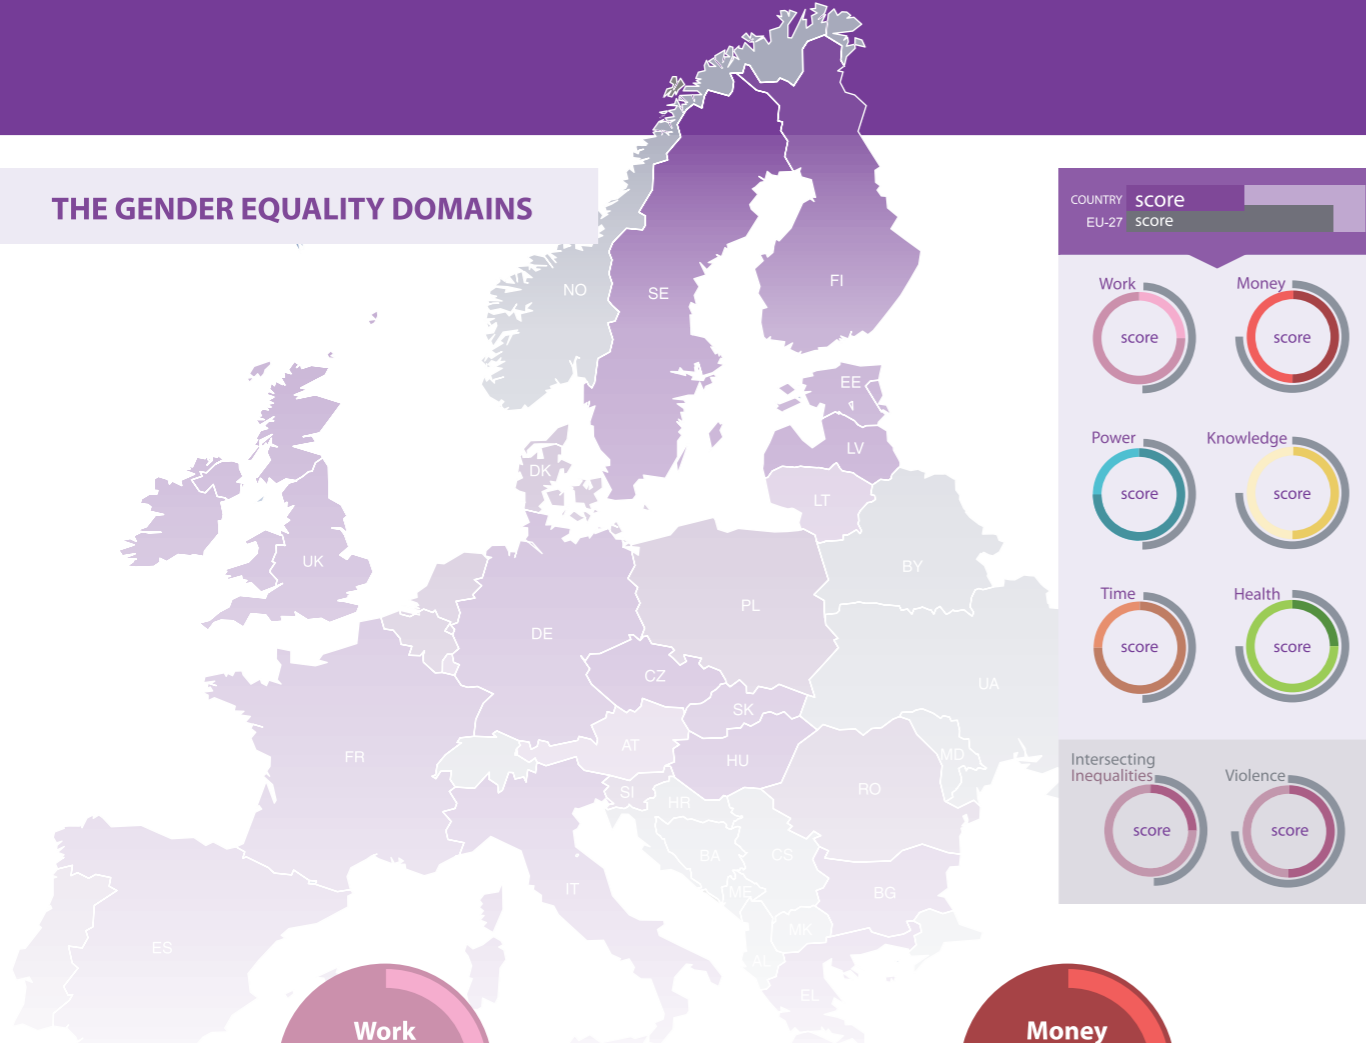 THE GENDER EQUALITY DOMAINS
COUNTRY score
EU-27 score
Work
Money
score
score
Power
Knowledge
score
score
Time
Health
score
score
Intersecting
Inequalities
Violence
score
score
NO
SE
FI
EE
LV
DK
LT
UK
BY
PL
DE
CZ
UA
SK
FR
AT
HU
MD
RO
SI
HR
BA
CS
IT
ME
BG
MK
ES
AL
EL
Work
Money